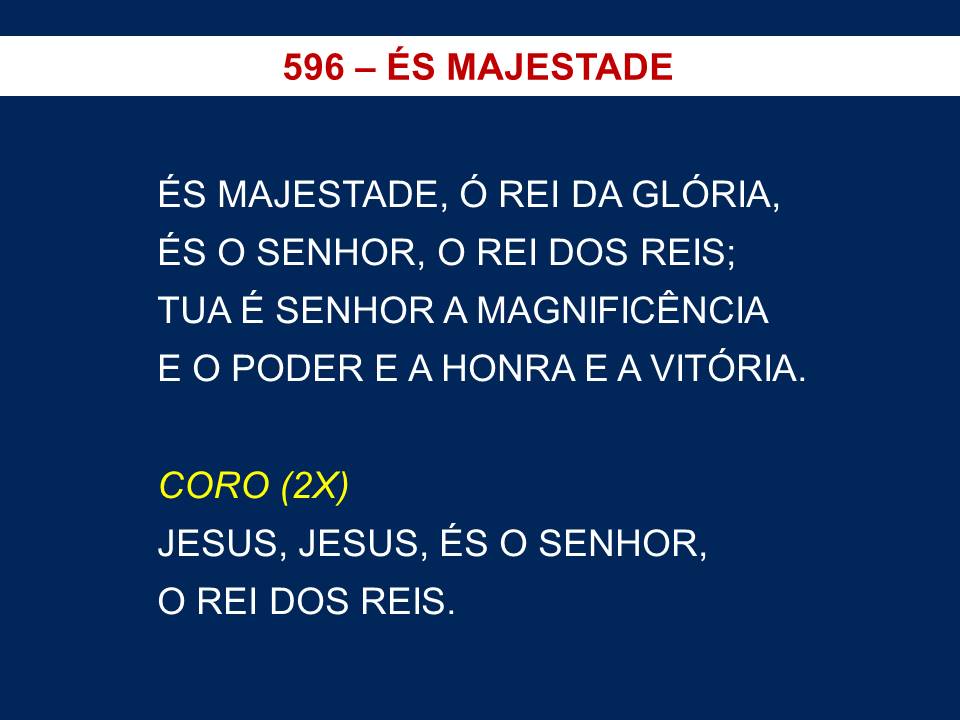 596 – ÉS MAJESTADE
ÉS MAJESTADE, Ó REI DA GLÓRIA,
ÉS O SENHOR, O REI DOS REIS;
TUA É SENHOR A MAGNIFICÊNCIA
E O PODER E A HONRA E A VITÓRIA.
CORO (2X)
JESUS, JESUS, ÉS O SENHOR,
O REI DOS REIS.